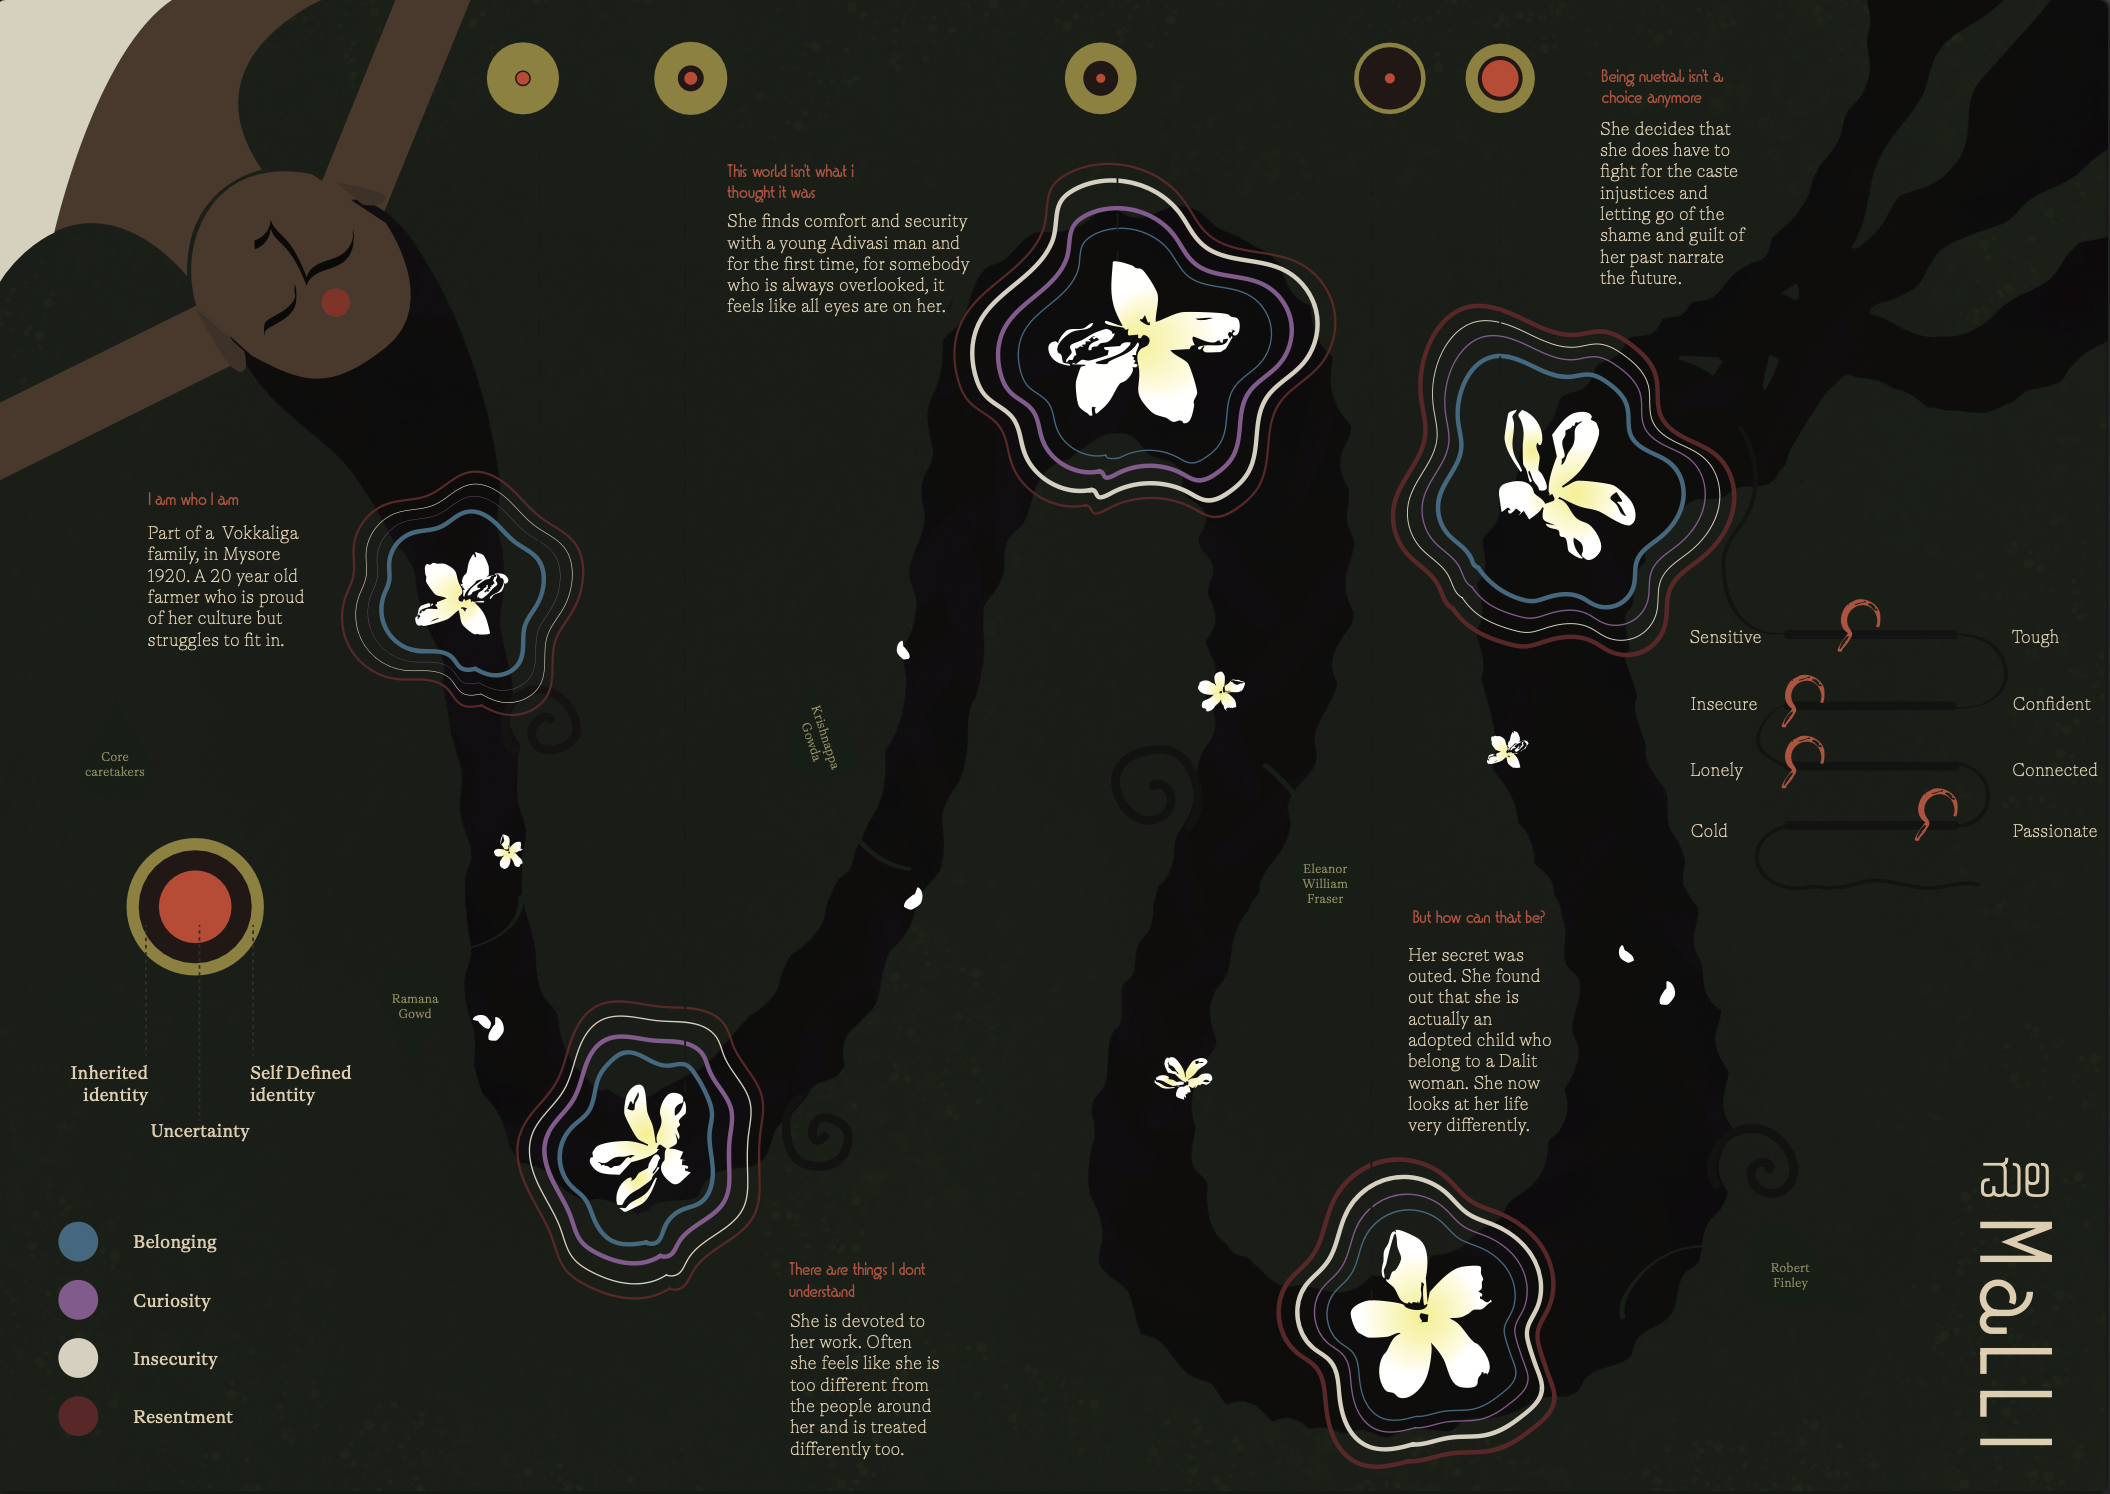 Being nuetral isn't a
choice anymore
She decides that
she does have to
fight for the caste
injustices and
letting go of the
shame and guilt of
her past narrate
the future.
This world isn't what i
thought it was
She finds comfort and security
with a young Adivasi man and
for the first time, for somebody
who is always overlooked, it
feels like all eyes are on her.
I am who I am
Part of a Vokkaliga
family, in Mysore
1920. A 20 year old
farmer who is proud
of her culture but
struggles to fit in.
Sensitive
Tough
Insecure
Confident
Lonely
Connected
Cold
Passionate
Core
caretakers
Krishnappa
Gowda
Eleanor
William
Fraser
But how can that be?
Her secret was
outed. She found
out that she is
actually an
adopted child who
belong to a Dalit
woman. She now
looks at her life
very differently.
Ramana
Gowd
Inherited
identity
Self Defined
identity
Uncertainty
Belonging
Curiosity
Insecurity
Resentment
There are things I dont
understand
She is devoted to
her work. Often
she feels like she is
too different from
the people around
her and is treated
differently too.
Robert
Finley
ಮಲ
MaLLI